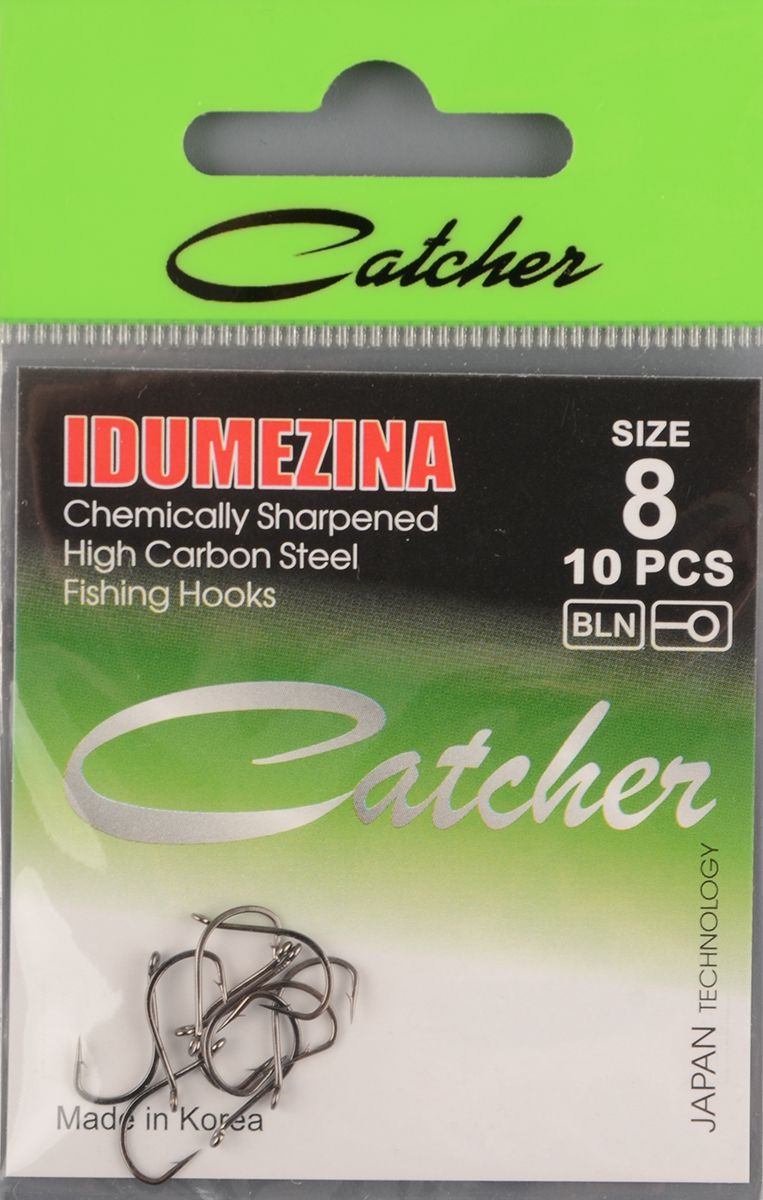 Catcher
IDUMEZINA
Chemically Sharpened
High Carbon Steel
Fishing Hooks
SIZE
8
10 PCS
BLN
Catcher
JAPAN TECHNOLOGY
Made in Korea